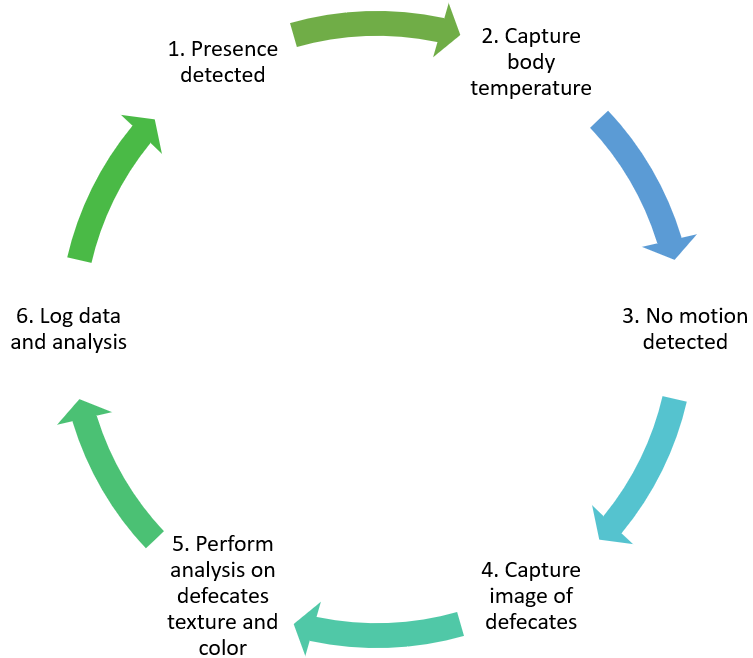 1. Presence
detected
2. Capture
body
temperature
3. No motion
detected
4. Capture
image of
defecates
5. Perform
analysis on
defecates
texture and
color
6. Log data
and analysis